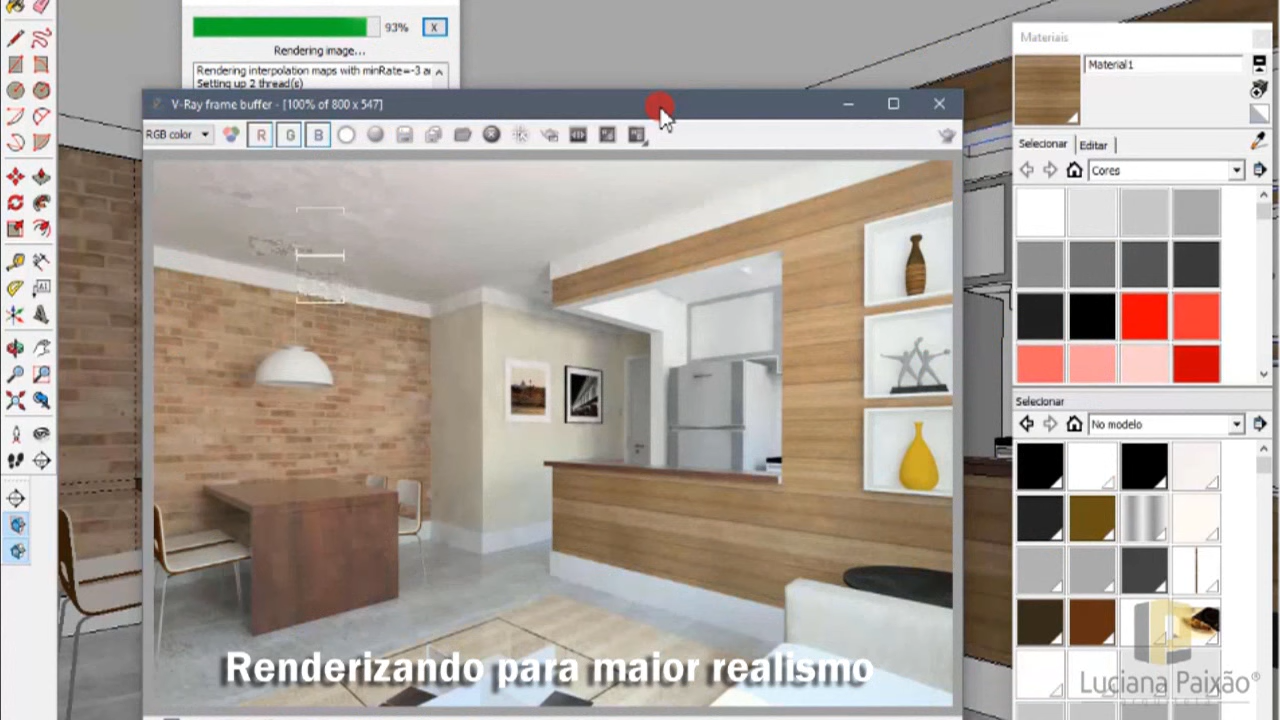 93%
X
Rendering image...
Rendering interpolation maps with minRate=-3 a
Setting up 2 thread(s)
V-Ray frame buffer - [100% of 800 x 547]
RGB color
R
G
B
Materiais
Material1
Selecionar
Editar
Cores
Selecionar
No modelo
Renderizando para maior realismo
Luciana Paixão®
arquiteta